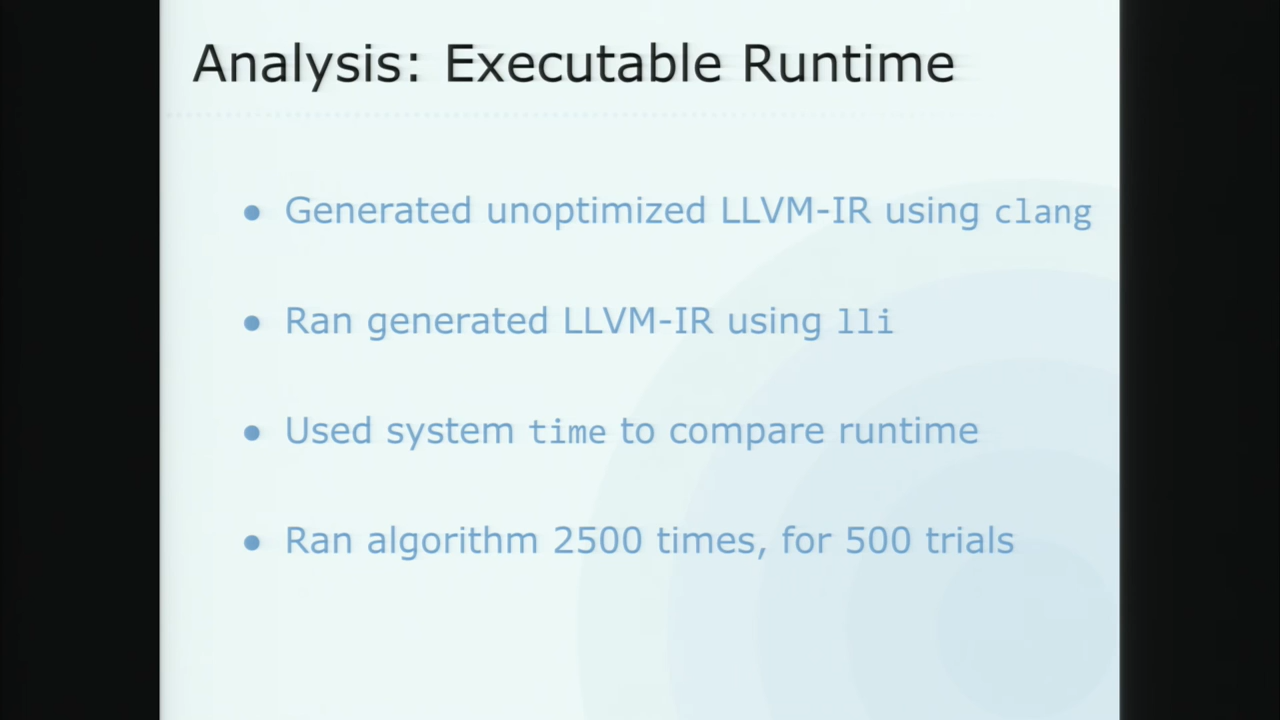 Analysis: Executable Runtime
● Generated unoptimized LLVM-IR using clang
● Ran generated LLVM-IR using lli
● Used system time to compare runtime
● Ran algorithm 2500 times, for 500 trials